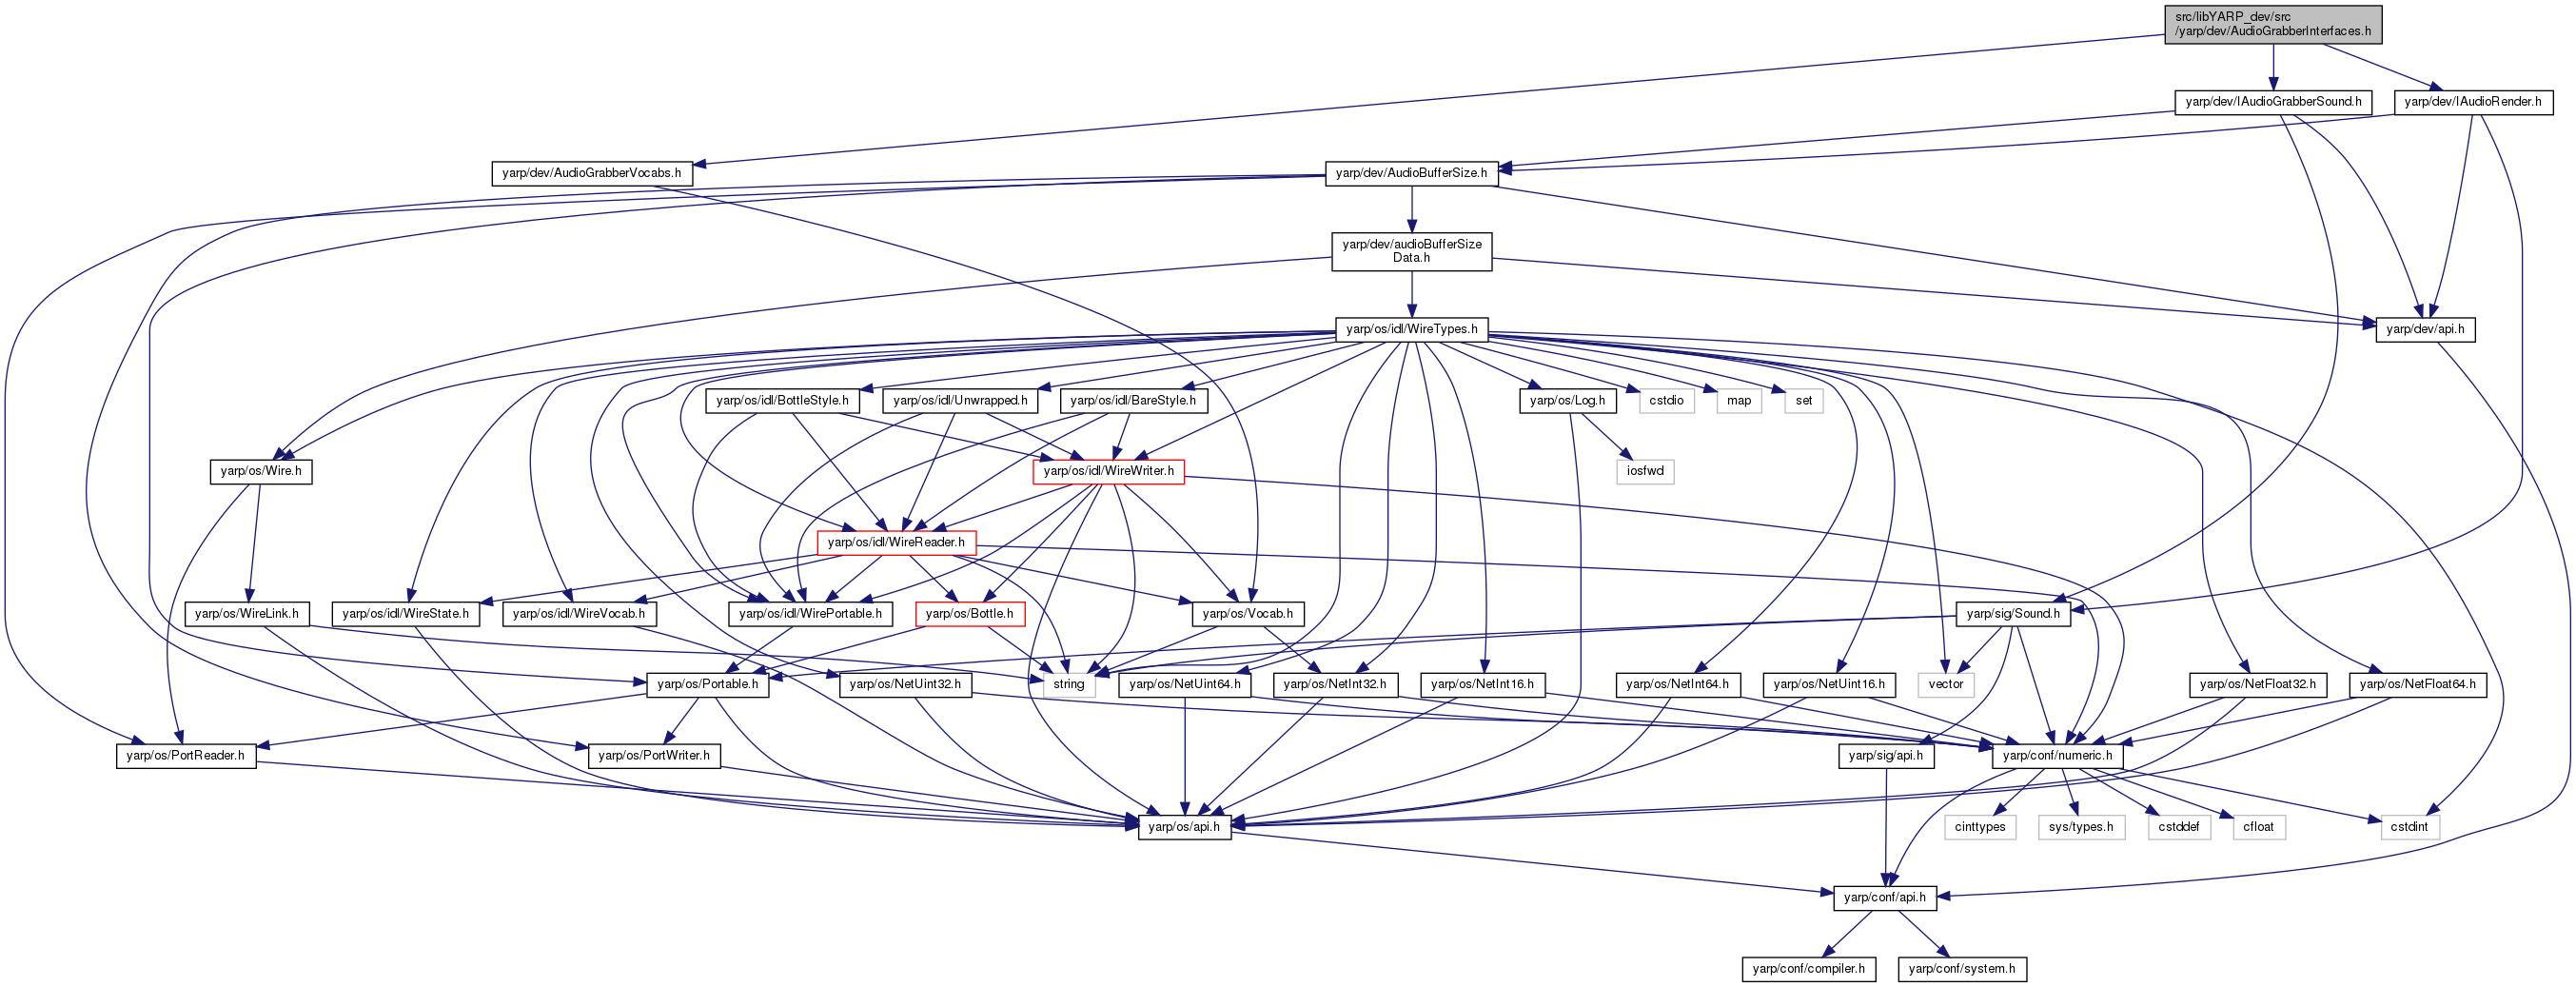 src/libYARP_dev/src
/yarp/dev/AudioGrabberInterfaces.h
yarp/dev/IAudioGrabberSound.h
yarp/dev/IAudioRender.h
yarp/dev/AudioGrabberVocabs.h
yarp/dev/AudioBufferSize.h
yarp/dev/audioBufferSize
Data.h
yarp/os/idl/WireTypes.h
yarp/dev/api.h
yarp/os/idl/BottleStyle.h
yarp/os/idl/Unwrapped.h
yarp/os/idl/BareStyle.h
yarp/os/Log.h
cstdio
map
set
yarp/os/Wire.h
yarp/os/idl/WireWriter.h
iosfwd
yarp/os/idl/WireReader.h
yarp/os/WireLink.h
yarp/os/idl/WireState.h
yarp/os/idl/WireVocab.h
yarp/os/idl/WirePortable.h
yarp/os/Bottle.h
yarp/os/Vocab.h
yarp/sig/Sound.h
yarp/os/Portable.h
yarp/os/NetUint32.h
string
yarp/os/NetUint64.h
yarp/os/NetInt32.h
yarp/os/NetInt16.h
yarp/os/NetInt64.h
yarp/os/NetUint16.h
vector
yarp/os/NetFloat32.h
yarp/os/NetFloat64.h
yarp/os/PortReader.h
yarp/os/PortWriter.h
yarp/sig/api.h
yarp/conf/numeric.h
yarp/os/api.h
cinttypes
sys/types.h
cstddef
cfloat
cstdint
yarp/conf/api.h
yarp/conf/compiler.h
yarp/conf/system.h